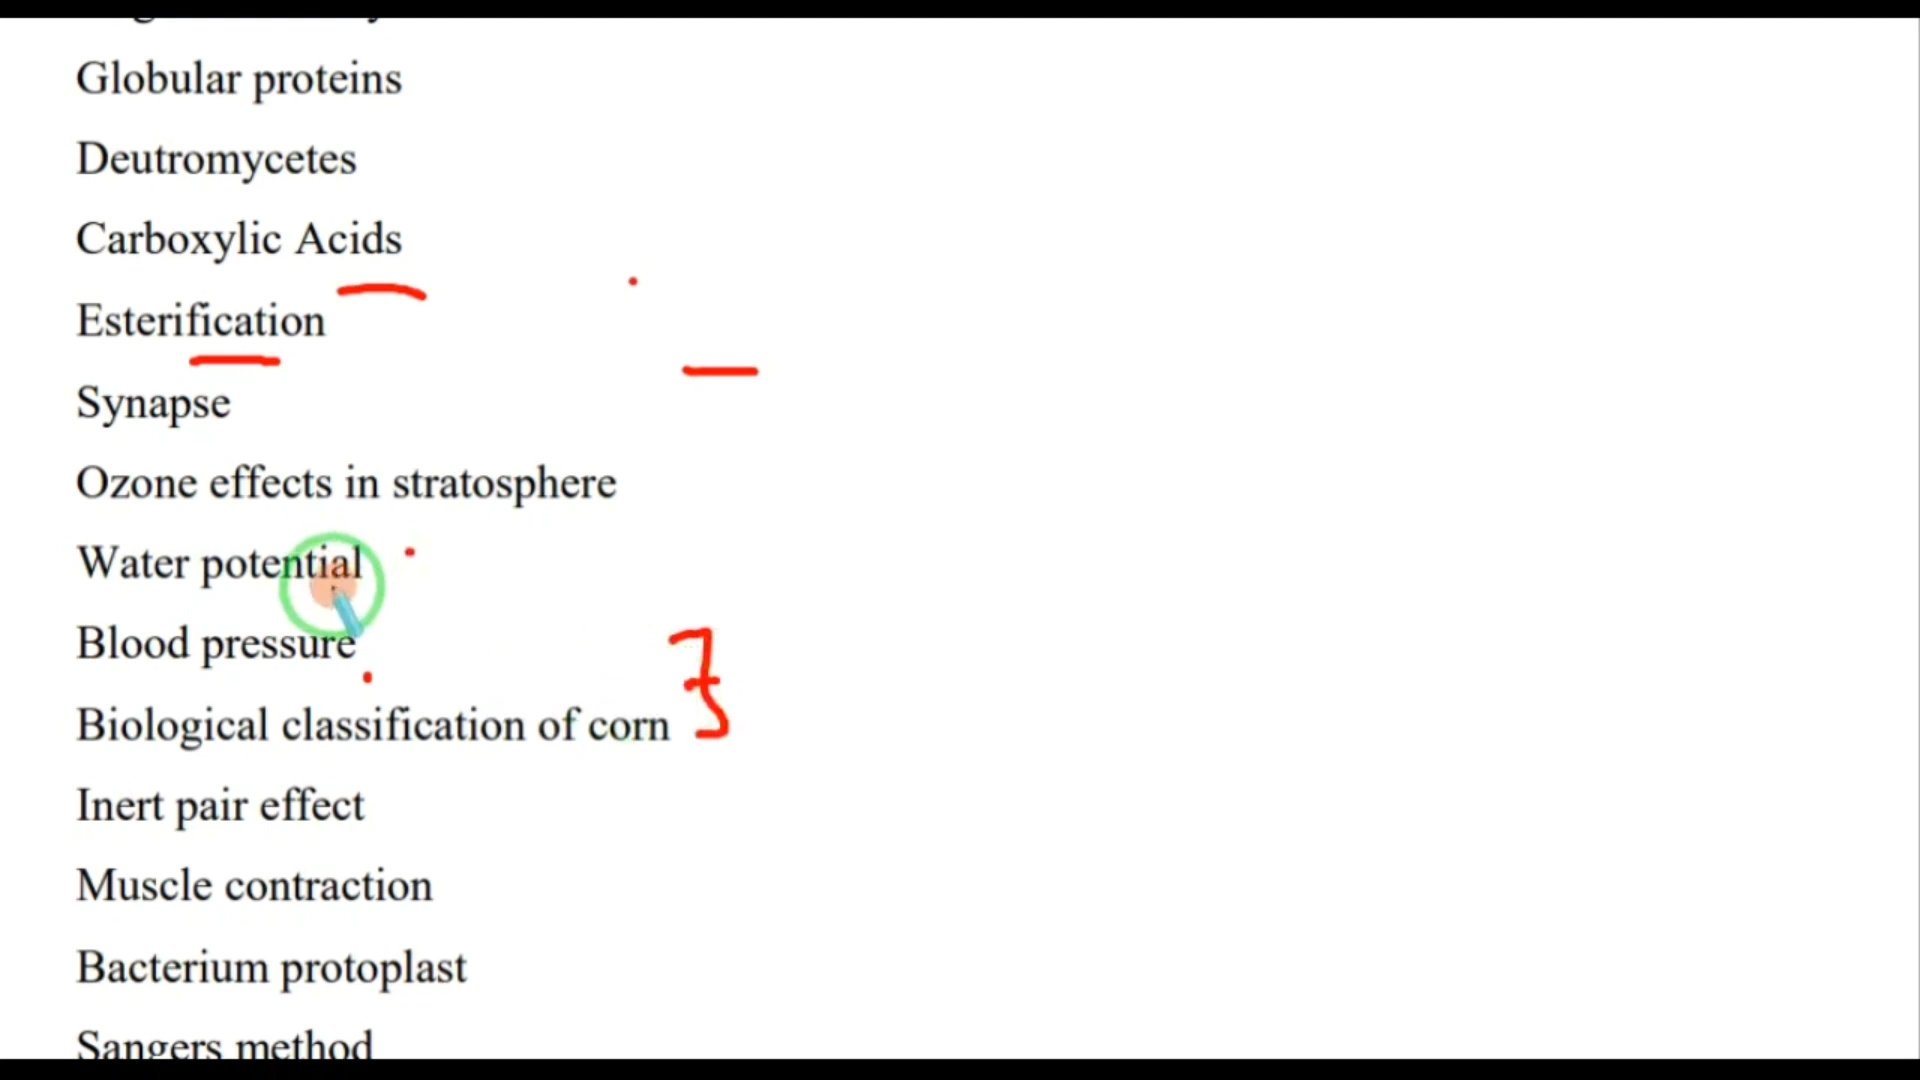 Globular proteins
Deutromycetes
Carboxylic Acids
Esterification
Synapse
Ozone effects in stratosphere
Water potential
Blood pressure
Biological classification of corn
Inert pair effect
Muscle contraction
Bacterium protoplast
Sangers method